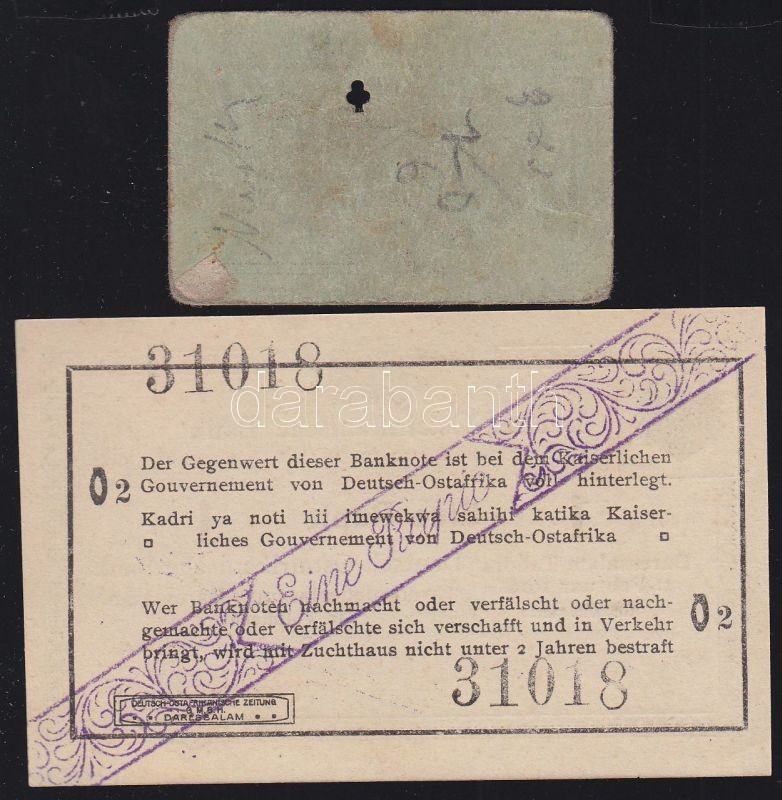 31018
darabanth
Der Gegenwert dieser Banknote ist bei dem Kaiserlichen
02 Gouvernement von Deutsch-Ostafrika voll hinterlegt.
Kadri ya noti hii imewekwa sahihi katika Kaiser-
liches Gouvernement von Deutsch-Ostafrika
Eine Rupie
Wer Banknoten nachmacht oder verfälscht oder nach-
gemachte oder verfälschte sich verschafft und in Verkehr 02
bringt, wird mit Zuchthaus nicht unter 2 Jahren bestraft
31018
DEUTSCH-OSTAFRIKANISCHE ZEITUNG
G.M.B.H.
DARESSALAM